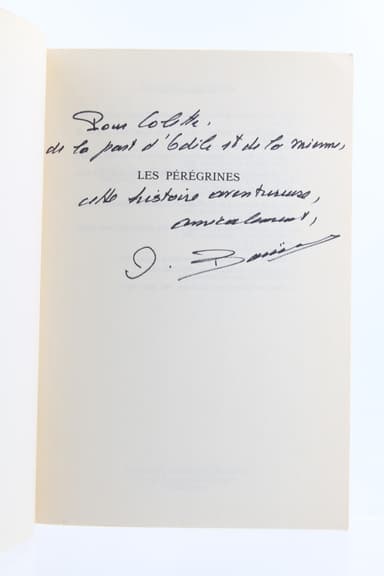 Pour Colette,
de la part d'Odile et de la mienne,
LES PÉRÉGRINES
cette histoire aventureuse,
amicalement,